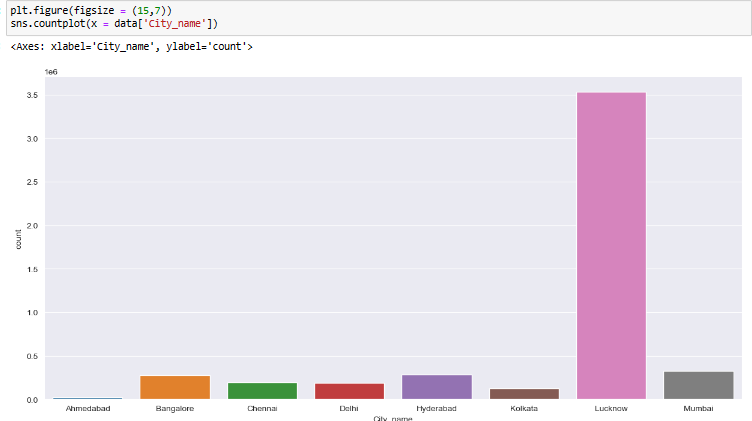 plt.figure(figsize = (15,7))
sns.countplot(x = data['City_name'])
<Axes: xlabel='City_name', ylabel='count'>
1e6
3.5
3.0
2.5
2.0
1.5
1.0
0.5
0.0
count
Ahmedabad Bangalore Chennai Delhi Hyderabad Kolkata Lucknow Mumbai
City_name